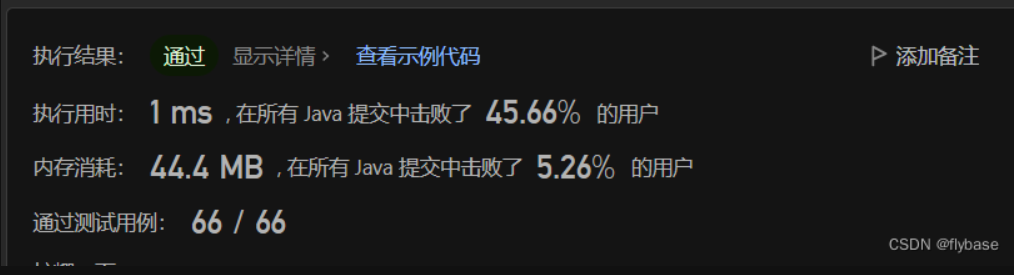 执行结果： 通过 显示详情 › 查看示例代码 添加备注
执行用时： 1 ms , 在所有 Java 提交中击败了 45.66% 的用户
内存消耗： 44.4 MB , 在所有 Java 提交中击败了 5.26% 的用户
通过测试用例： 66 / 66
CSDN @flybase